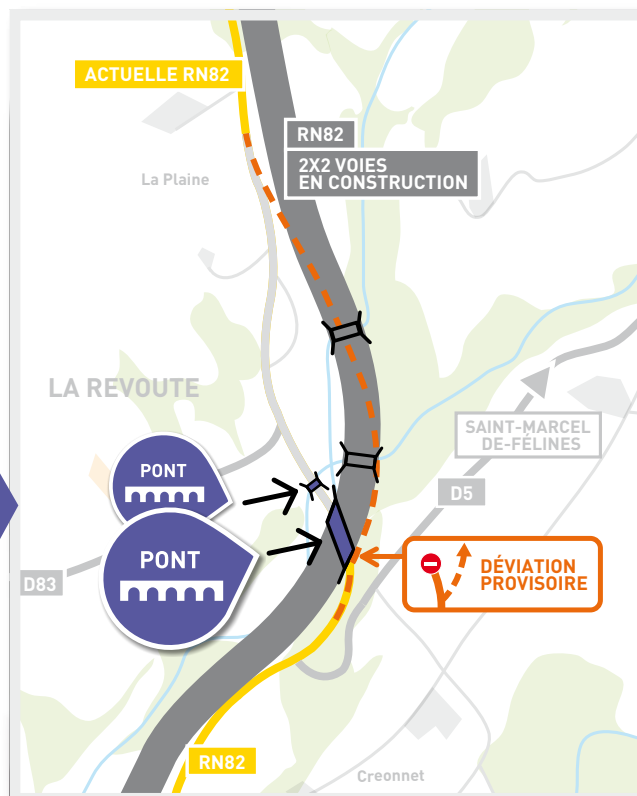 ACTUELLE RN82
RN82
2X2 VOIES
EN CONSTRUCTION
La Plaine
LA REVOUTE
SAINT-MARCEL
DE-FÉLINES
PONT
D5
PONT
DÉVIATION
PROVISOIRE
D83
RN82
Creonnet